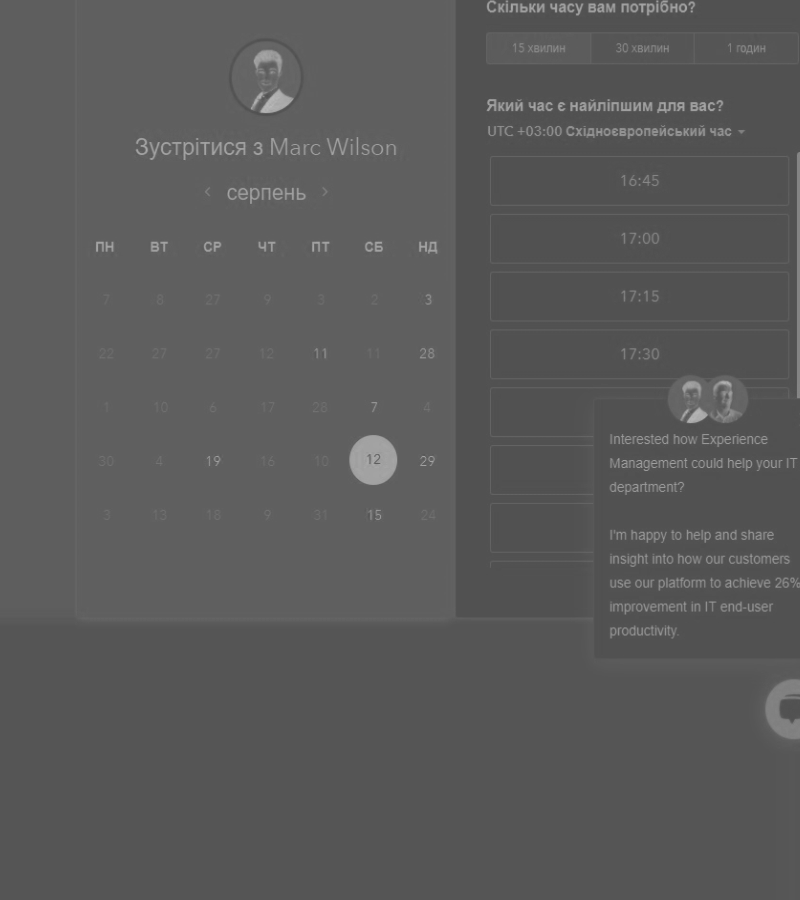 Зустрітися з Marc Wilson
серпень
ПН ВТ СР ЧТ ПТ СБ НД
7 8 27 9 3 2 3
22 27 27 12 11 11 28
1 10 6 17 28 7 4
30 4 19 16 10 12 29
3 13 18 9 31 15 24
Скільки часу вам потрібно?
15 хвилин 30 хвилин 1 годин
Який час є найліпшим для вас?
UTC +03:00 Східноєвропейський час
16:45
17:00
17:15
17:30
Interested how Experience
Management could help your IT
department?
I'm happy to help and share
insight into how our customers
use our platform to achieve 26%
improvement in IT end-user
productivity.